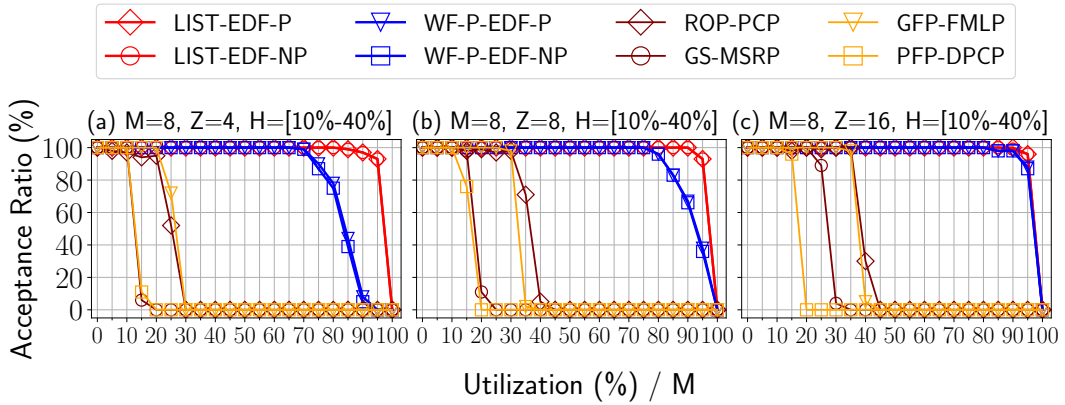 LIST-EDF-P WF-P-EDF-P ROP-PCP GFP-FMLP
LIST-EDF-NP WF-P-EDF-NP GS-MSRP PFP-DPCP
(a) M=8, Z=4, H=[10%-40%] (b) M=8, Z=8, H=[10%-40%] (c) M=8, Z=16, H=[10%-40%]
Acceptance Ratio (%)
100
80
60
40
20
0
0 10 20 30 40 50 60 70 80 90 100 0 10 20 30 40 50 60 70 80 90 100 0 10 20 30 40 50 60 70 80 90 100
Utilization (%) / M